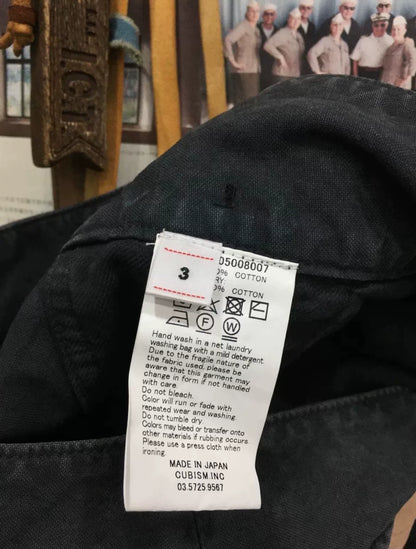 I.C.T.
3
05008007
0% COTTON
RY:
0% COTTON
F
W
Hand wash in a net laundry
washing bag with a mild detergent
Due to the fragile nature of
the fabric used, please be
aware that this garment may
change in form if not handled
with care.
Do not bleach.
Color will run or fade with
repeated wear and washing
Do not tumble dry.
Colors may bleed or transfer onto
other materials if rubbing occurs.
Please use a press cloth when
ironing.
MADE IN JAPAN
CUBISM.INC
03.5725.9567